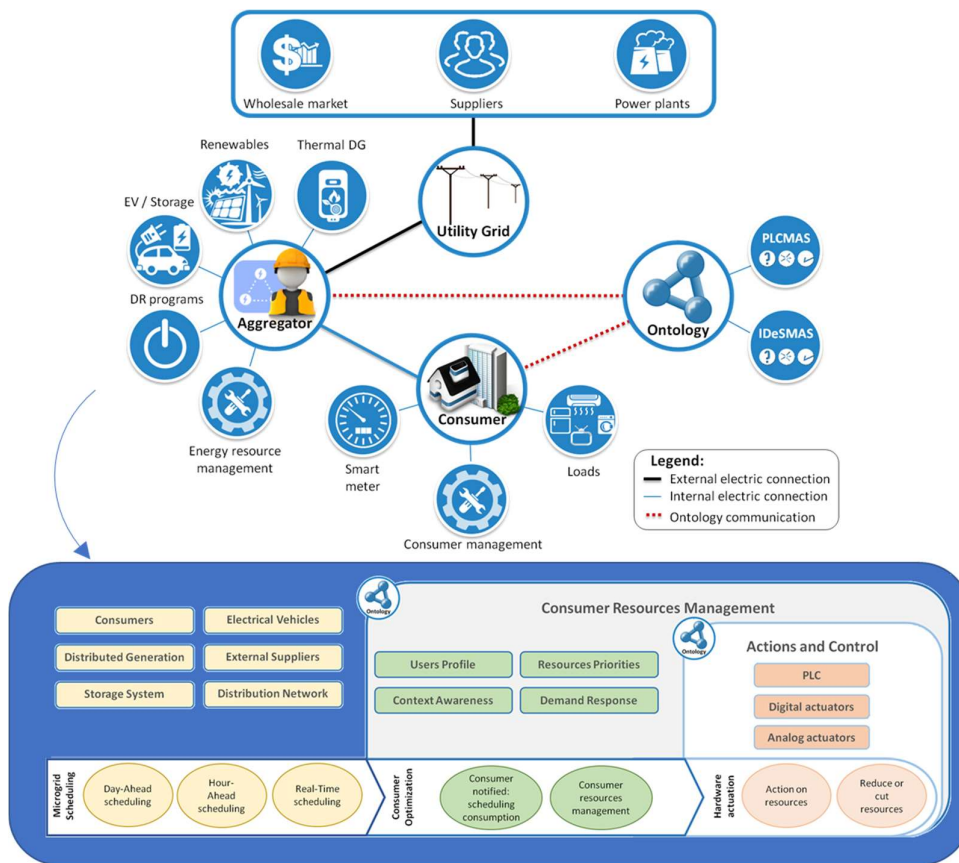 Wholesale market
Suppliers
Power plants
Renewables
Thermal DG
EV / Storage
Utility Grid
PLCMAS
DR programs
Aggregator
Ontology
IDeSMAS
Consumer
Energy resource
management
Smart
meter
Loads
Consumer management
Legend:
External electric connection
Internal electric connection
Ontology communication
Ontology
Consumer Resources Management
Consumers
Electrical Vehicles
Distributed Generation
External Suppliers
Storage System
Distribution Network
Users Profile
Resources Priorities
Context Awareness
Demand Response
Ontology
Actions and Control
PLC
Digital actuators
Analog actuators
Microgrid
Scheduling
Day-Ahead
scheduling
Hour-
Ahead
scheduling
Real-Time
scheduling
Consumer
Optimization
Consumer
notified:
scheduling
consumption
Consumer
resources
management
Hardware
actuation
Action on
resources
Reduce or
cut
resources